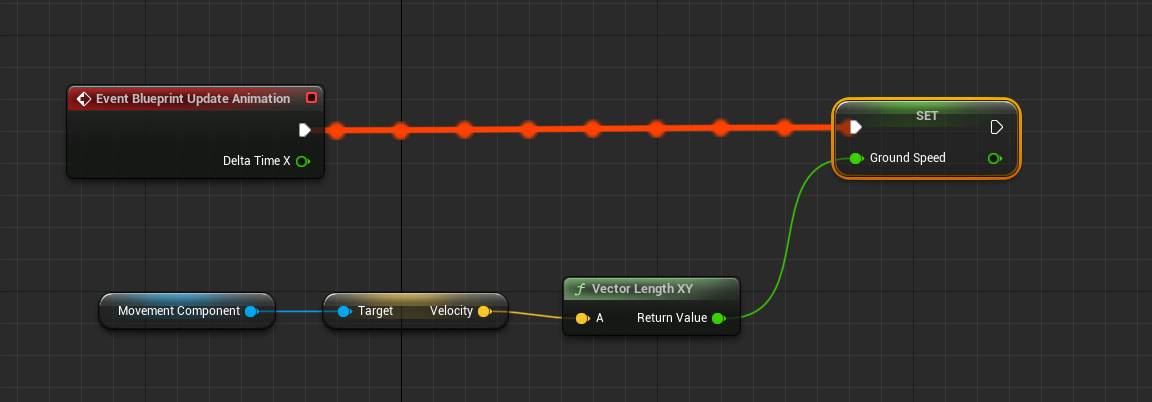 Event Blueprint Update Animation
Delta Time X
SET
Ground Speed
Movement Component
Target Velocity
Vector Length XY
A Return Value